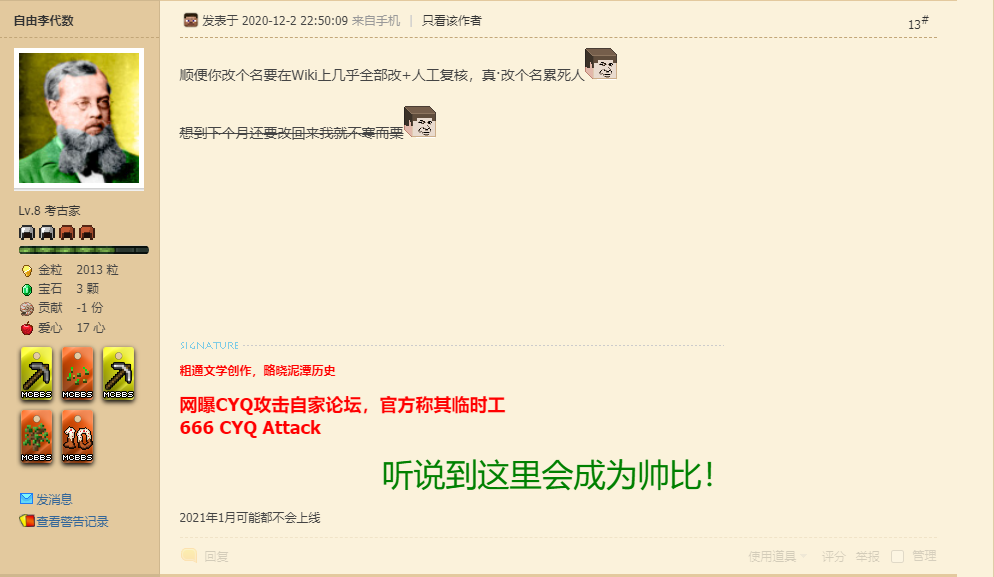 自由李代数
发表于 2020-12-2 22:50:09 来自手机 | 只看该作者
13#
顺便你改个名要在Wiki上几乎全部改+人工复核，真·改个名累死人
想到下个月还要改回来我就不寒而栗
Lv.8 考古家
金粒 2013 粒
宝石 3 颗
贡献 -1 份
爱心 17 心
MCBBS MCBBS MCBBS
10
MCBBS MCBBS
发消息
查看警告记录
SIGNATURE
粗通文学创作，略晓泥潭历史
网曝CYQ攻击自家论坛，官方称其临时工
666 CYQ Attack
听说到这里会成为帅比！
2021年1月可能都不会上线
回复
使用道具 评分 举报 管理